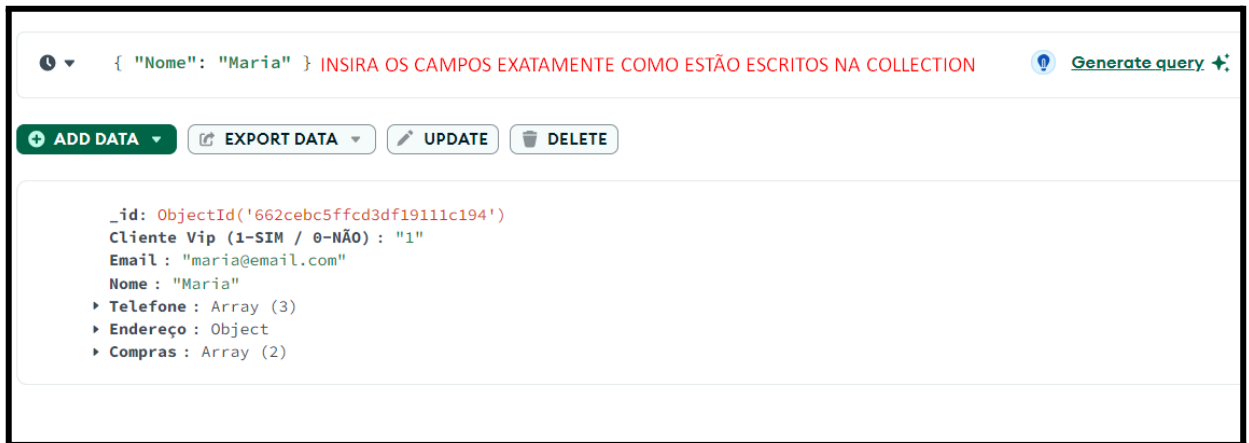 { "Nome": "Maria" } INSIRA OS CAMPOS EXATAMENTE COMO ESTÃO ESCRITOS NA COLLECTION Generate query
ADD DATA EXPORT DATA UPDATE DELETE
_id: ObjectId('662cebc5ffcd3df19111c194')
Cliente Vip (1-SIM / 0-NÃO) : "1"
Email : "maria@email.com"
Nome : "Maria"
Telefone : Array (3)
Endereço : Object
Compras : Array (2)